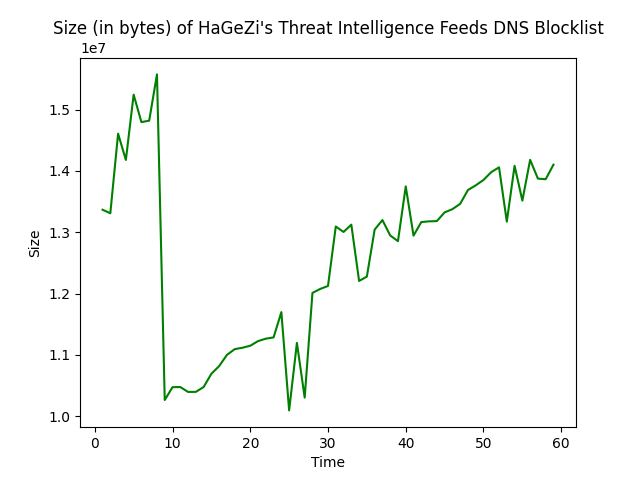 Size (in bytes) of HaGeZi's Threat Intelligence Feeds DNS Blocklist
1e7
1.5
1.4
1.3
1.2
1.1
1.0
Size
0 10 20 30 40 50 60
Time